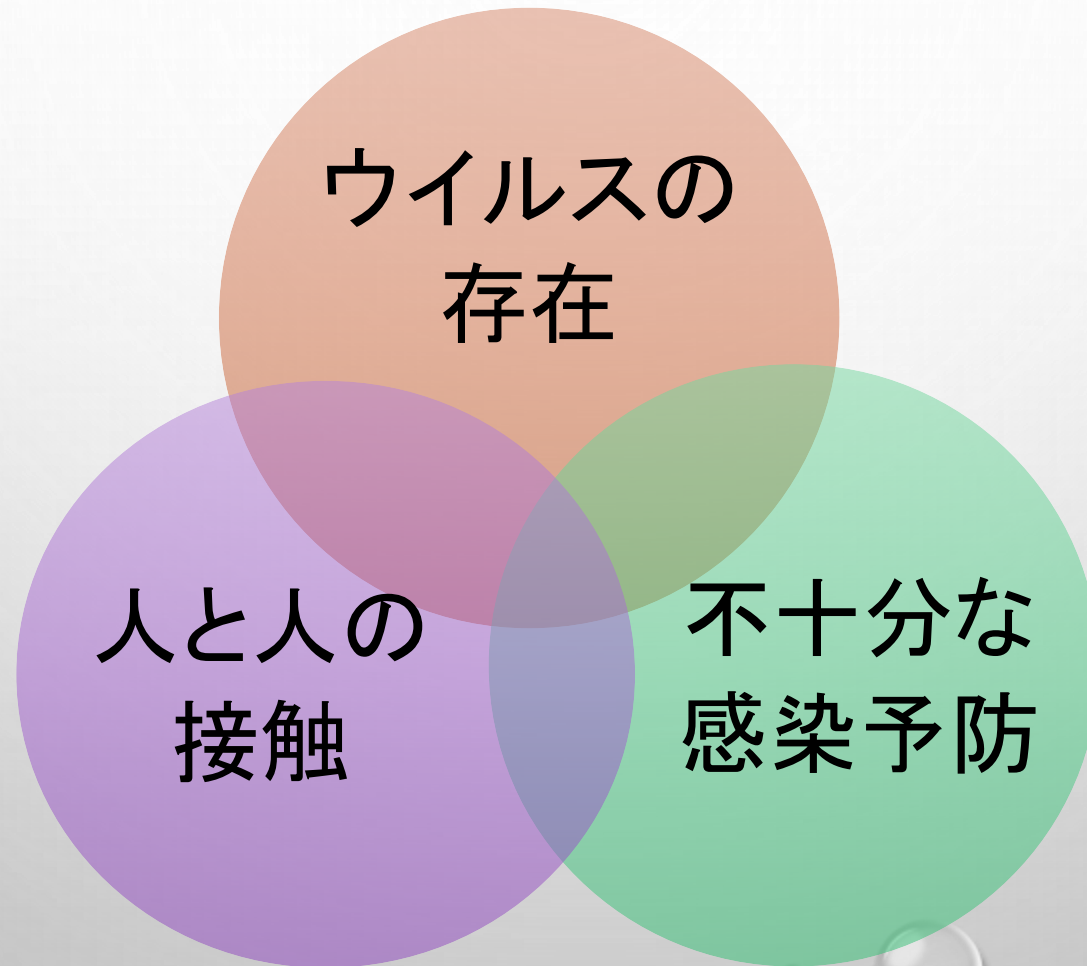 ウイルスの
存在
人と人の
接触
不十分な
感染予防